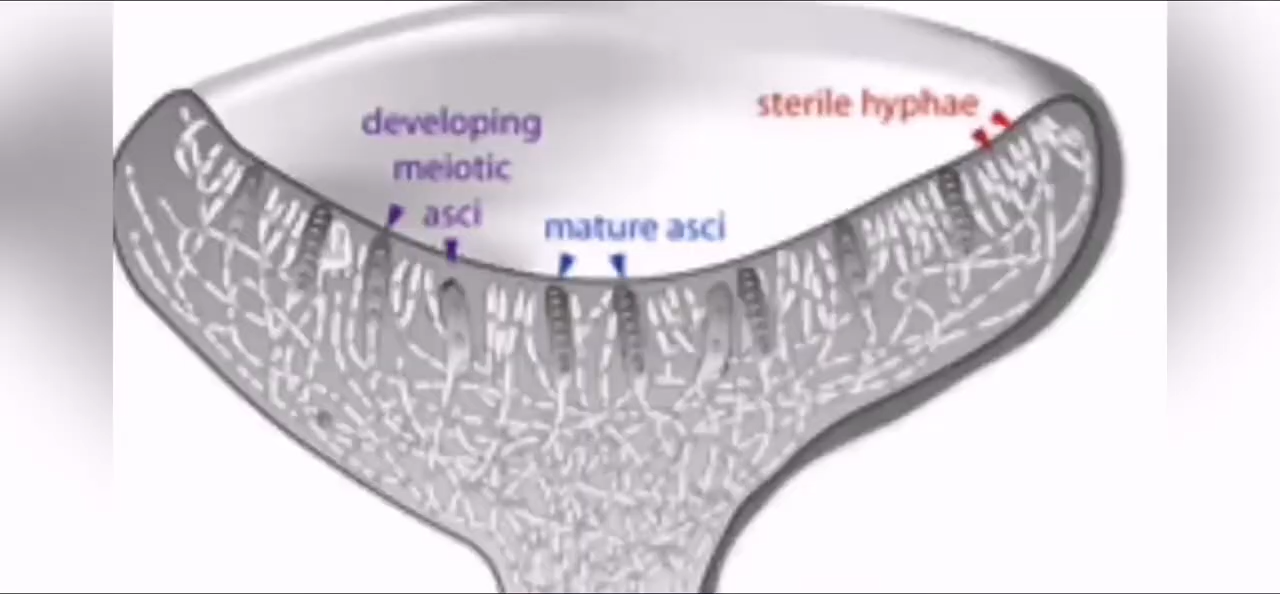 developing
meiotic
asci
mature asci
sterile hyphae